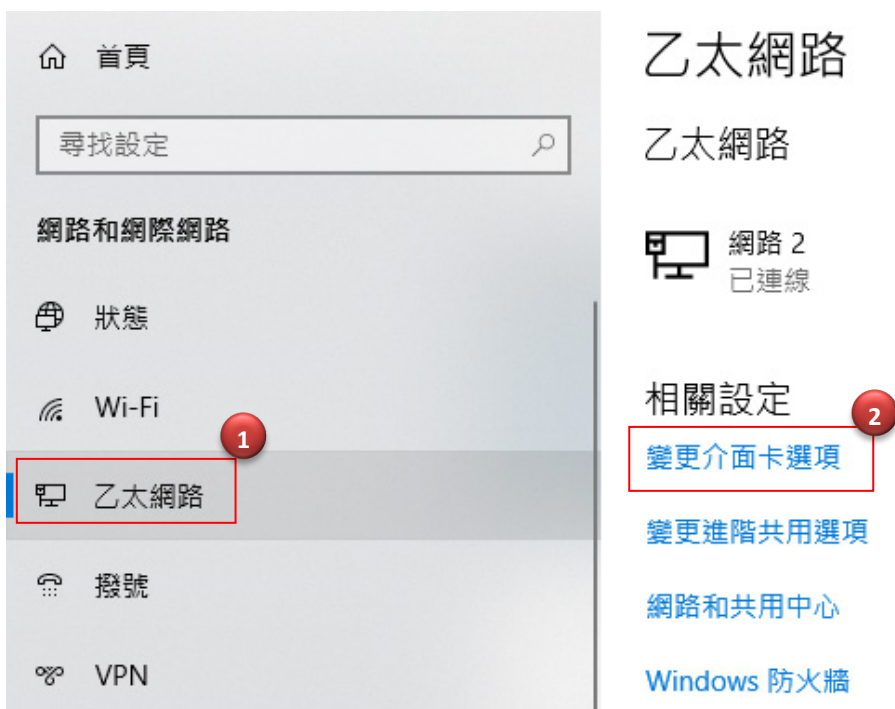 首頁
尋找設定
網路和網際網路
狀態
Wi-Fi
1
乙太網路
撥號
VPN
乙太網路
乙太網路
網路 2
已連線
相關設定
2
變更介面卡選項
變更進階共用選項
網路和共用中心
Windows 防火牆